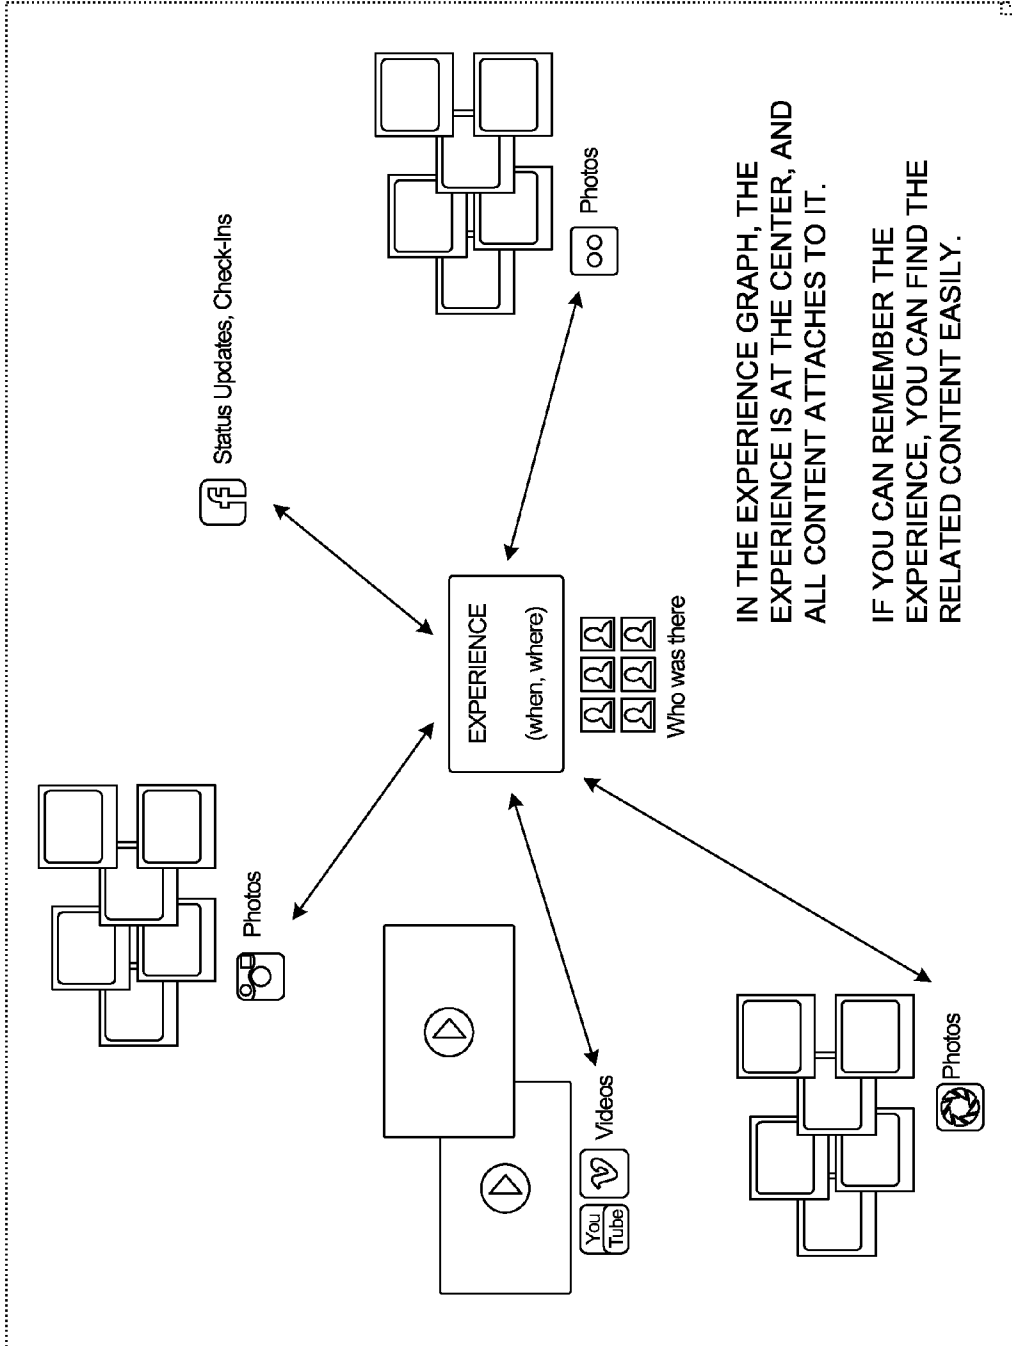 Photos
Status Updates, Check-Ins
Videos
You
Tube
EXPERIENCE
(when, where)
Who was there
Photos
Photos
IN THE EXPERIENCE GRAPH, THE
EXPERIENCE IS AT THE CENTER, AND
ALL CONTENT ATTACHES TO IT.
IF YOU CAN REMEMBER THE
EXPERIENCE, YOU CAN FIND THE
RELATED CONTENT EASILY.